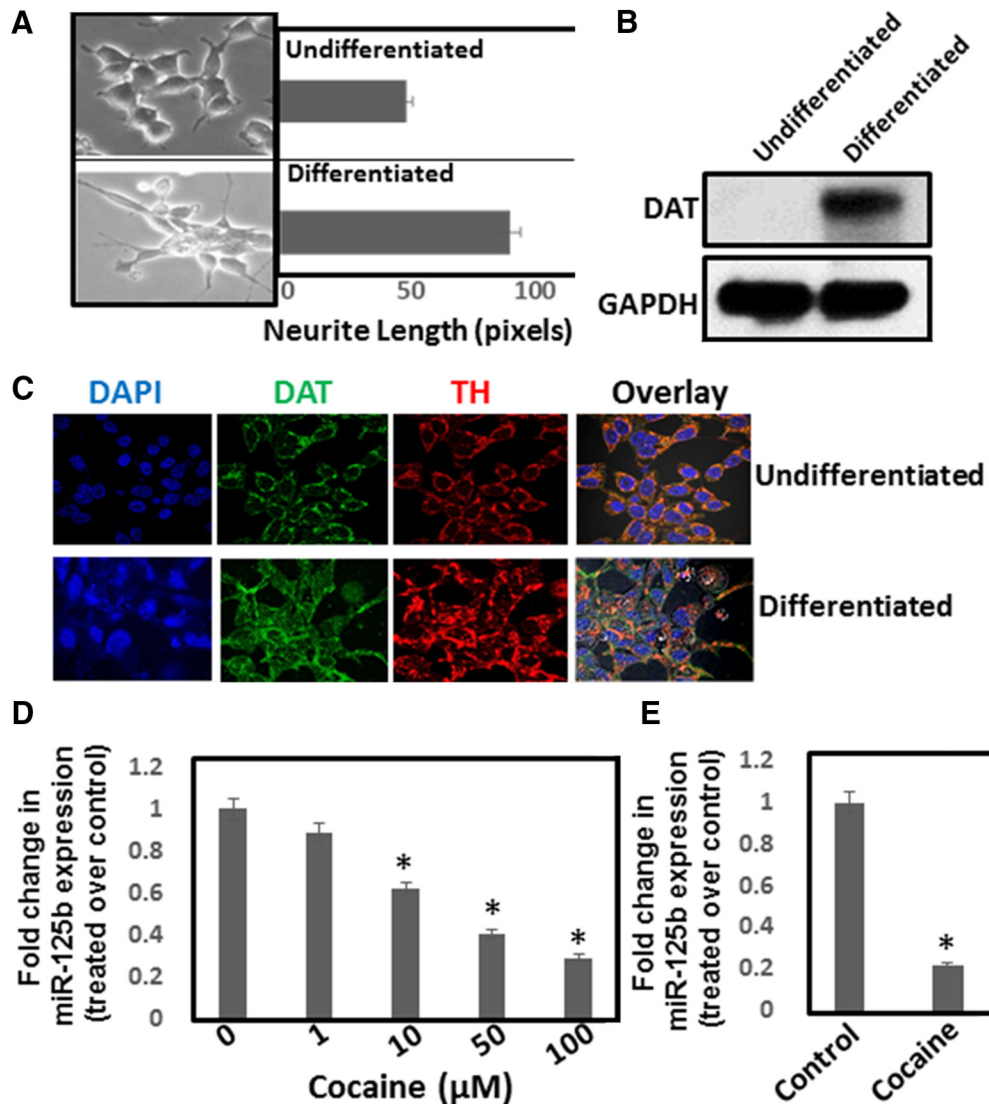 A
Undifferentiated
Differentiated
0 50 100
Neurite Length (pixels)
B
Undifferentiated
Differentiated
DAT
GAPDH
C
DAPI DAT TH Overlay
Undifferentiated
Differentiated
D
Fold change in
miR-125b expression
(treated over control)
1.2
1
0.8
0.6
0.4
0.2
0
* * *
0 1 10 50 100
Cocaine (µM)
E
Fold change in
miR-125b expression
(treated over control)
1.2
1
0.8
0.6
0.4
0.2
0
*
Control Cocaine